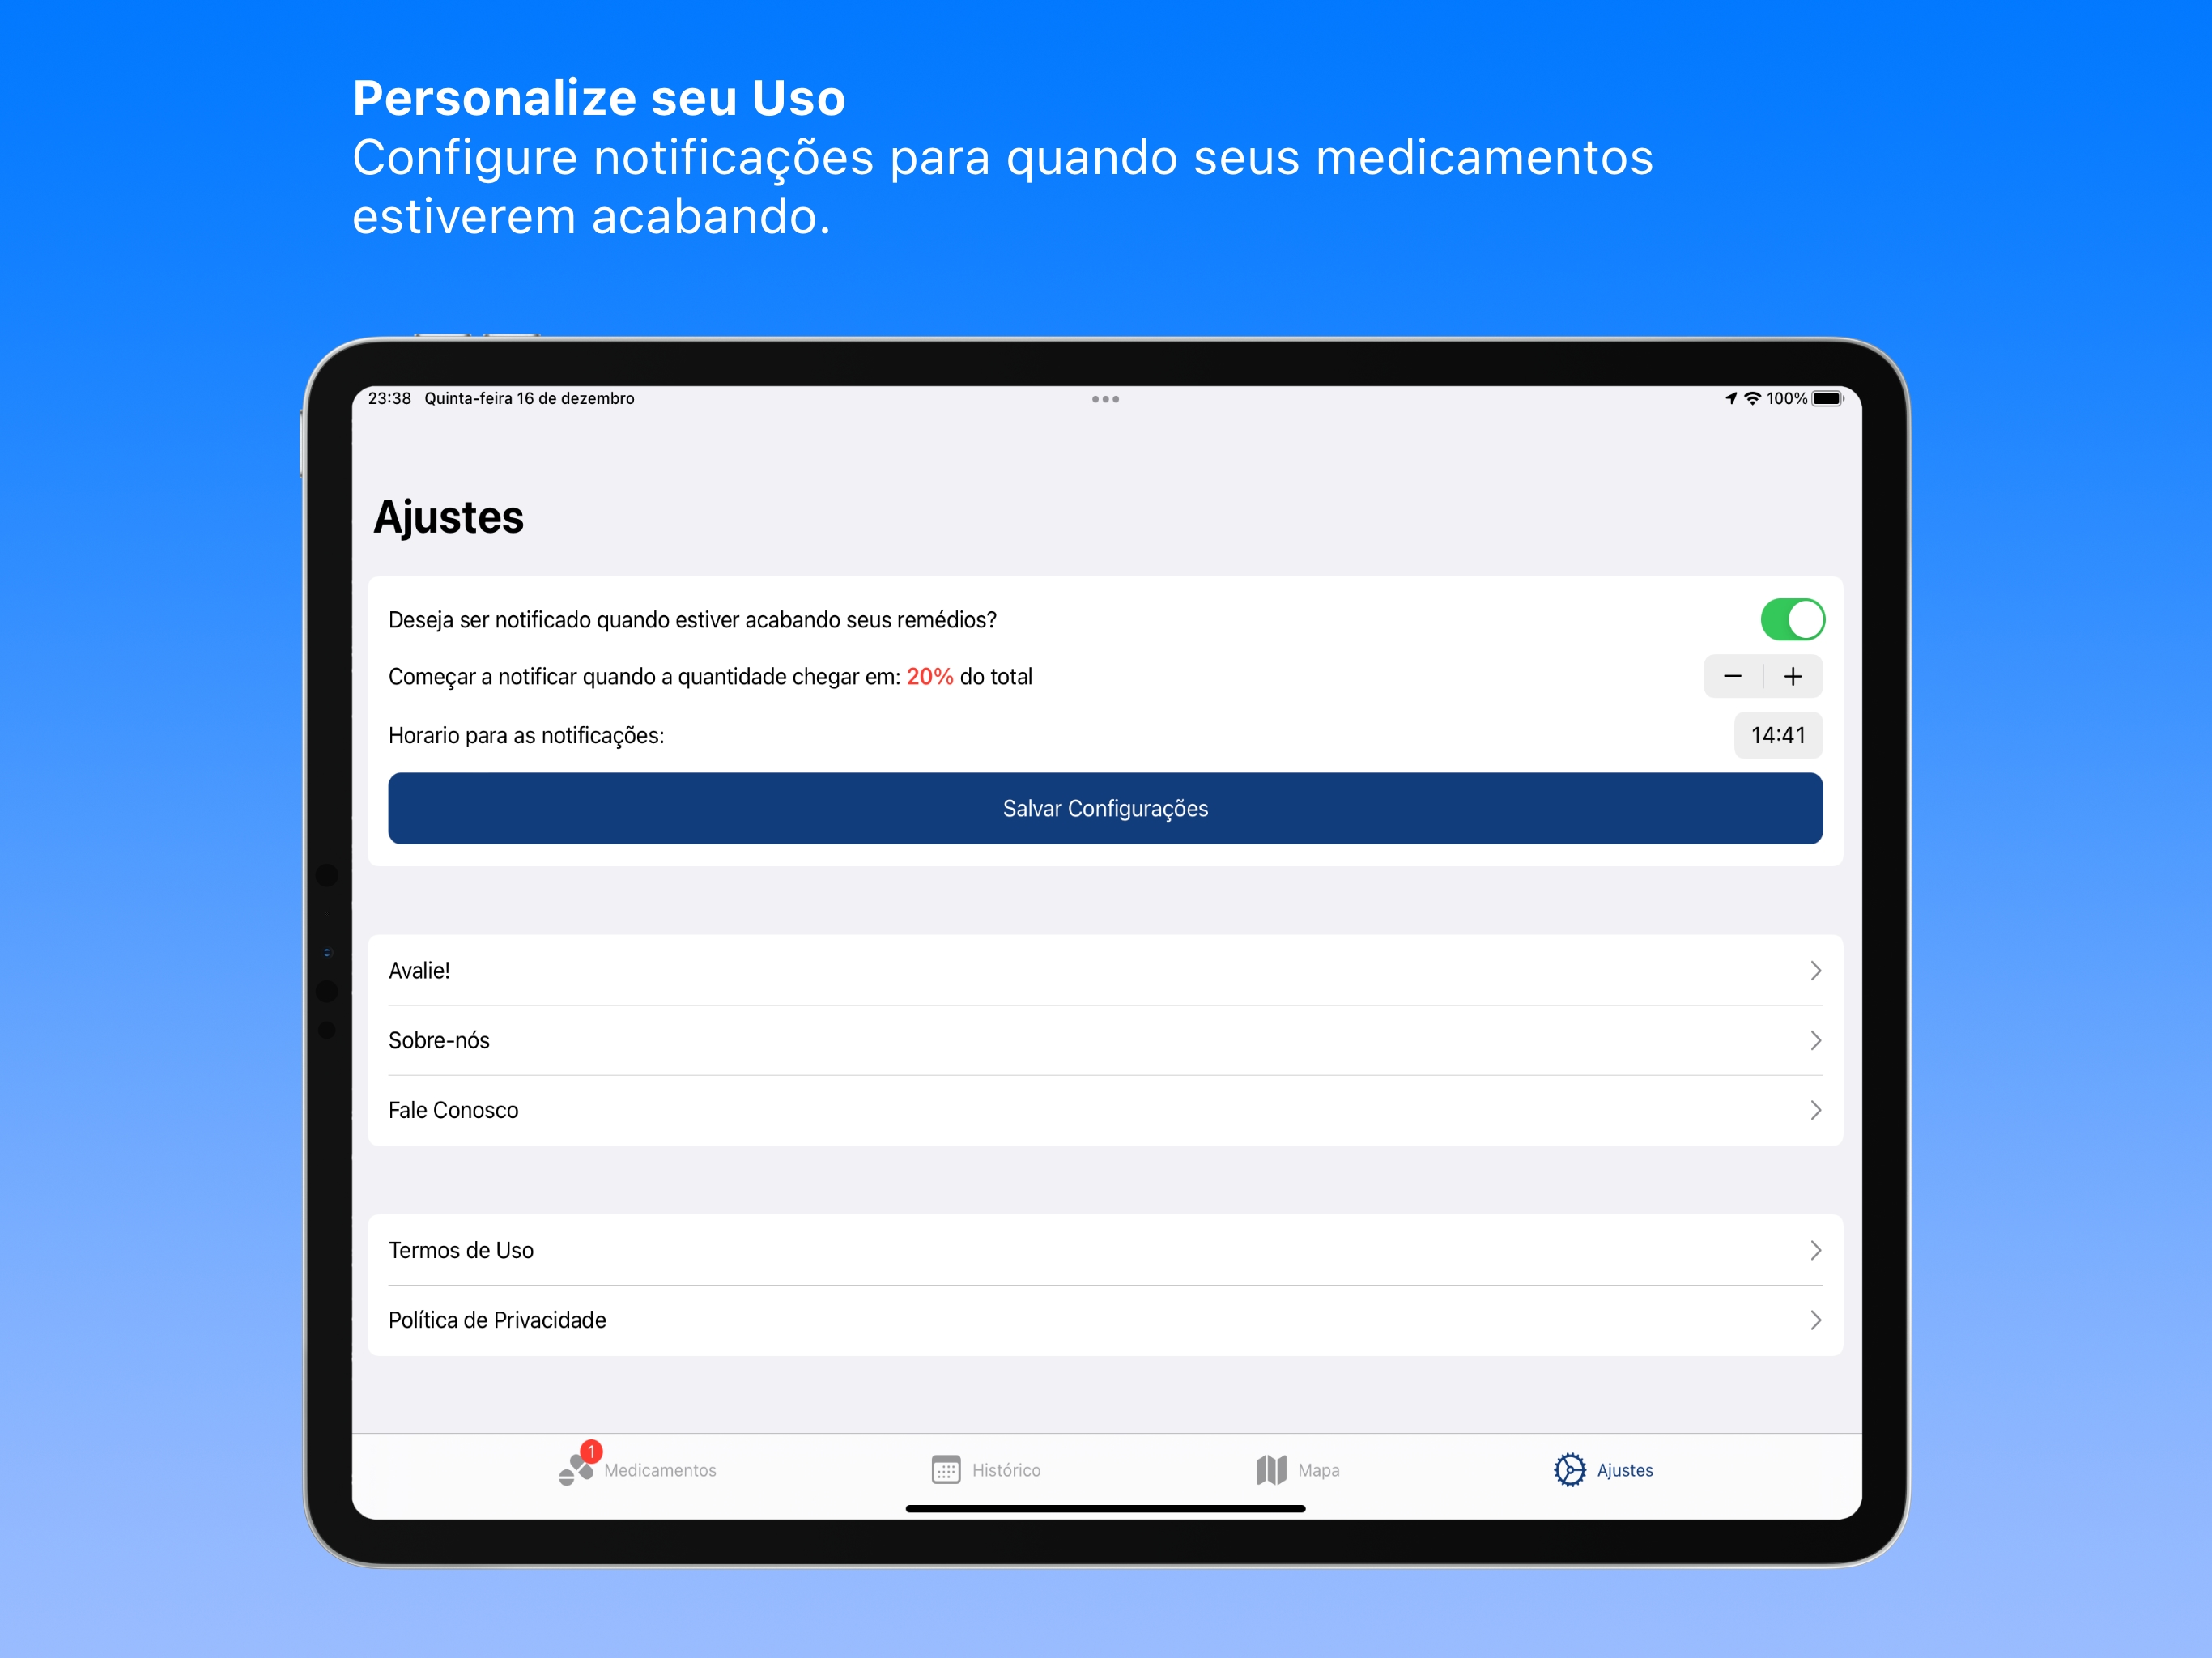 Personalize seu Uso
Configure notificações para quando seus medicamentos
estiverem acabando.
23:38 Quinta-feira 16 de dezembro
100%
Ajustes
Deseja ser notificado quando estiver acabando seus remédios?
Começar a notificar quando a quantidade chegar em: 20% do total
− +
Horario para as notificações:
14:41
Salvar Configurações
Avalie!
Sobre-nós
Fale Conosco
Termos de Uso
Política de Privacidade
1
Medicamentos
Histórico
Mapa
Ajustes